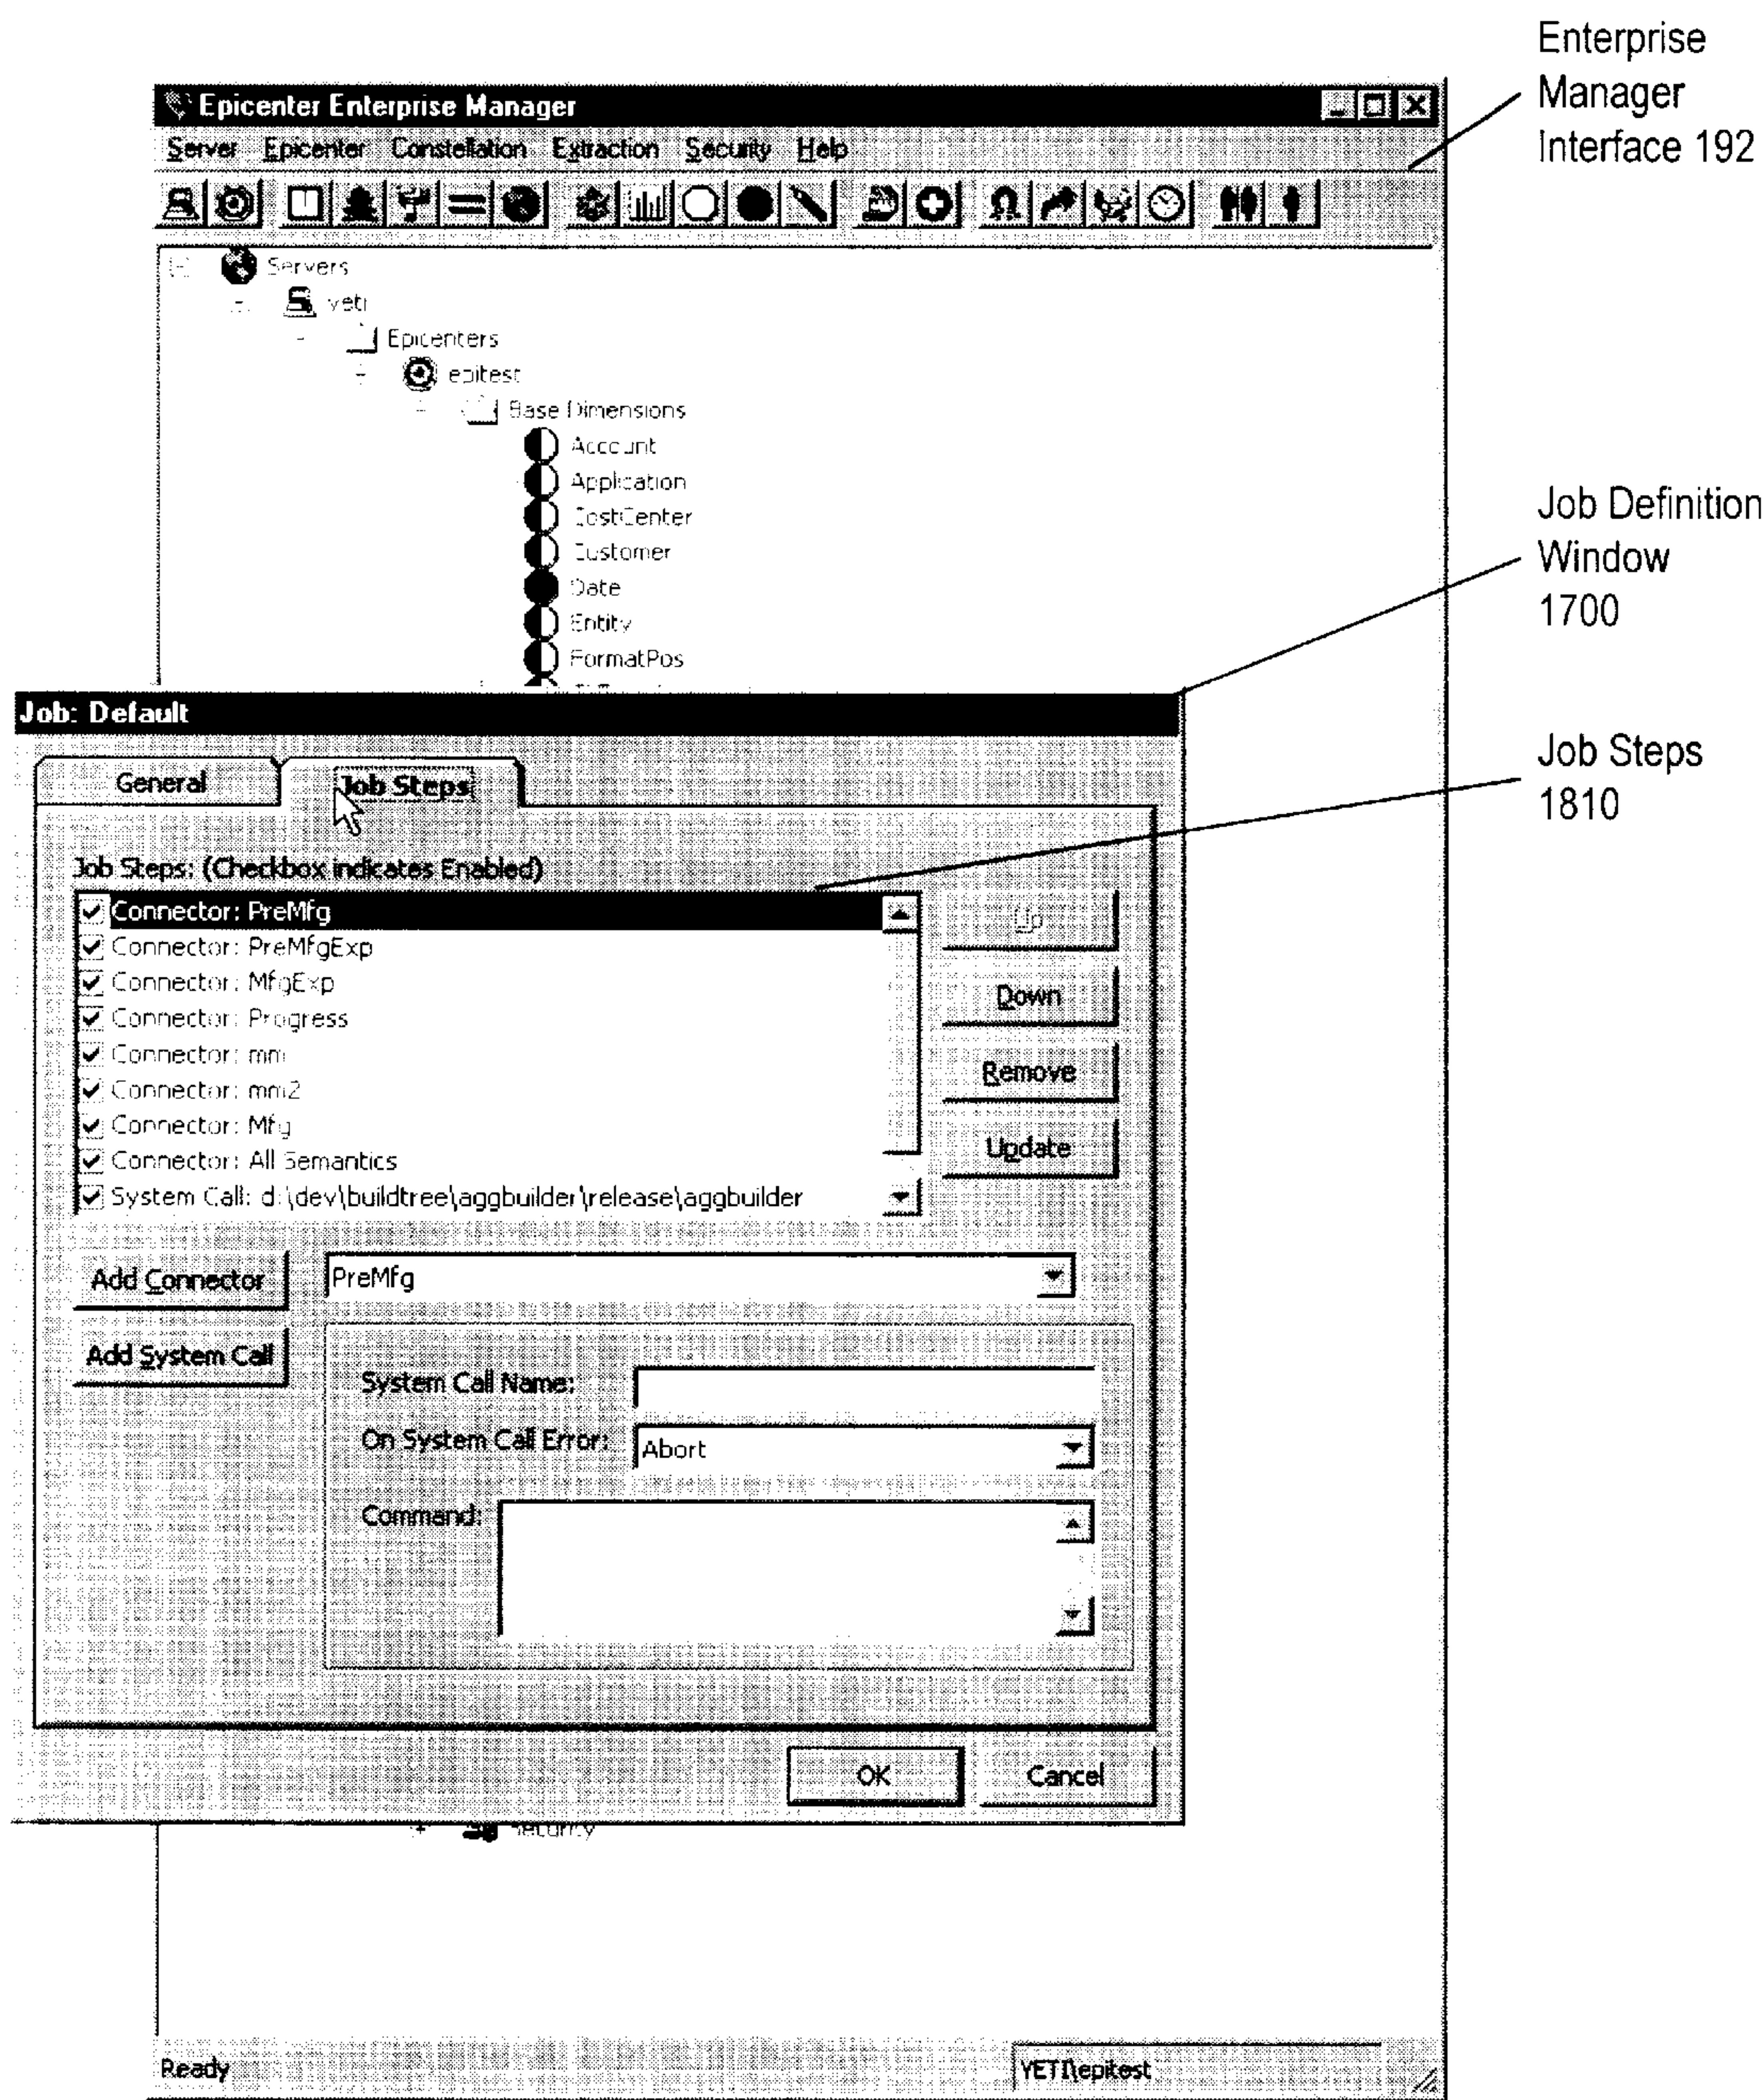 Enterprise
Manager
Interface 192
Epicenter Enterprise Manager
Server Epicenter Constellation Extraction Security Help
Servers
yeti
Epicenters
epitest
Base Dimensions
Account
Application
CostCenter
Customer
Date
Entity
FormatPos
Job Definition
Window
1700
Job: Default
General
Job Steps
Job Steps
1810
Job Steps: (Checkbox indicates Enabled)
Connector: PreMfg
Up
Connector: PreMfgExp
Connector: MfgExp
Down
Connector: Progress
Connector: mm
Remove
Connector: mm2
Connector: Mfg
Update
Connector: All Semantics
System Call: d:\dev\buildtree\aggbuilder\release\aggbuilder
Add Connector
PreMfg
Add System Call
System Call Name:
On System Call Error:
Abort
Command:
OK
Cancel
Security
Ready
YETI\epitest